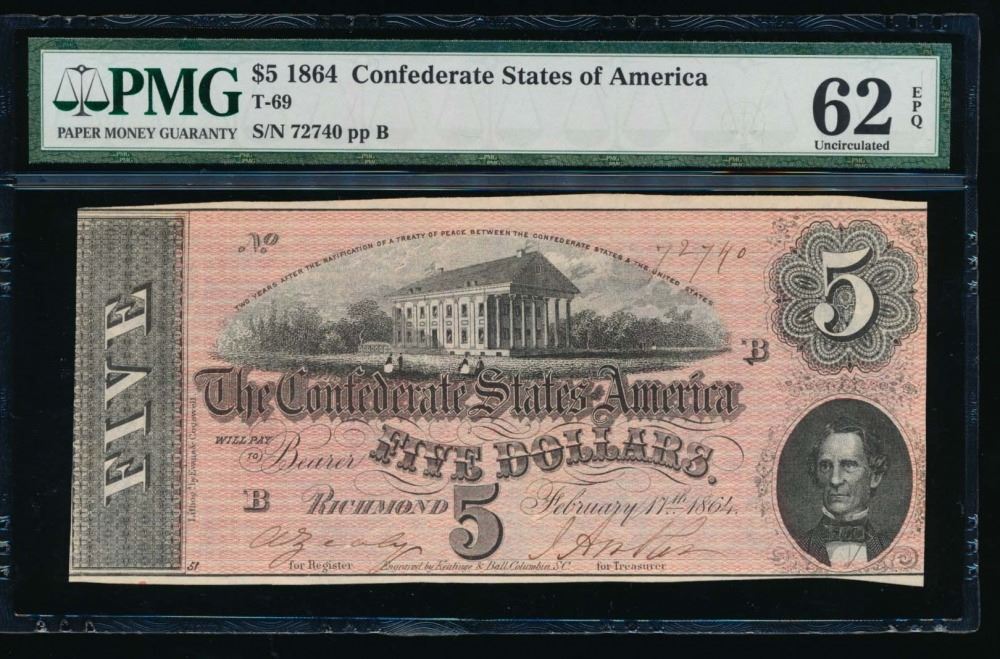 PMG
PAPER MONEY GUARANTY
$5 1864 Confederate States of America
T-69
S/N 72740 pp B
62
EPQ
Uncirculated
No
72740
TWO YEARS AFTER THE RATIFICATION OF A TREATY OF PEACE BETWEEN THE CONFEDERATE STATES & THE UNITED STATES
5
B
FIVE
The Confederate States America
WILL PAY
TO Bearer FIVE DOLLARS.
B
RICHMOND 5 February 17th 1864.
for Register
Engraved by Keatinge & Ball, Columbia, S.C
for Treasurer
51